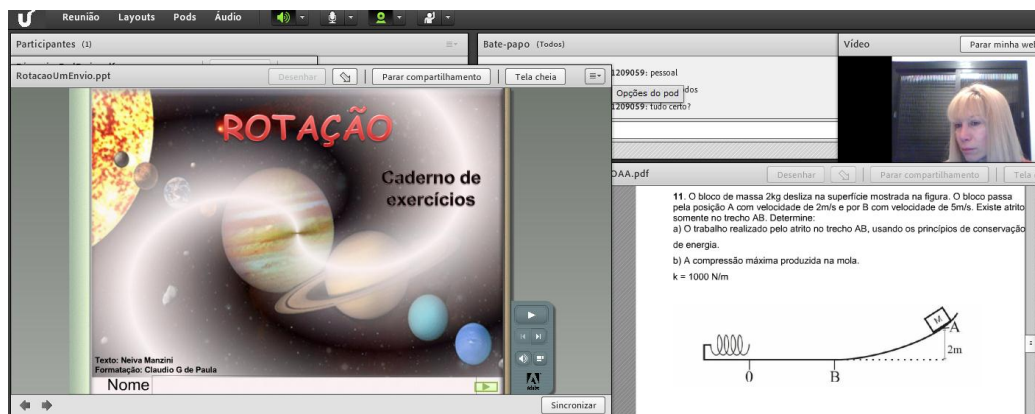 Reunião Layouts Pods Áudio
Participantes (1)
Bate-papo (Todos)
Vídeo
Parar minha wel
RotacaoUmEnvio.ppt
Desenhar
Parar compartilhamento
Tela cheia
1209059: pessoal
Opções do pod
dos
1209059: tudo certo?
ROTAÇÃO
Caderno de
exercícios
Texto: Neiva Manzini
Formatação: Claudio G de Paula
Nome
Adobe
Sincronizar
OAA.pdf
Desenhar
Parar compartilhamento
Tela c
11. O bloco de massa 2kg desliza na superfície mostrada na figura. O bloco passa
pela posição A com velocidade de 2m/s e por B com velocidade de 5m/s. Existe atrito
somente no trecho AB. Determine:
a) O trabalho realizado pelo atrito no trecho AB, usando os princípios de conservação
de energia.
b) A compressão máxima produzida na mola.
k = 1000 N/m
M
A
2m
0
B